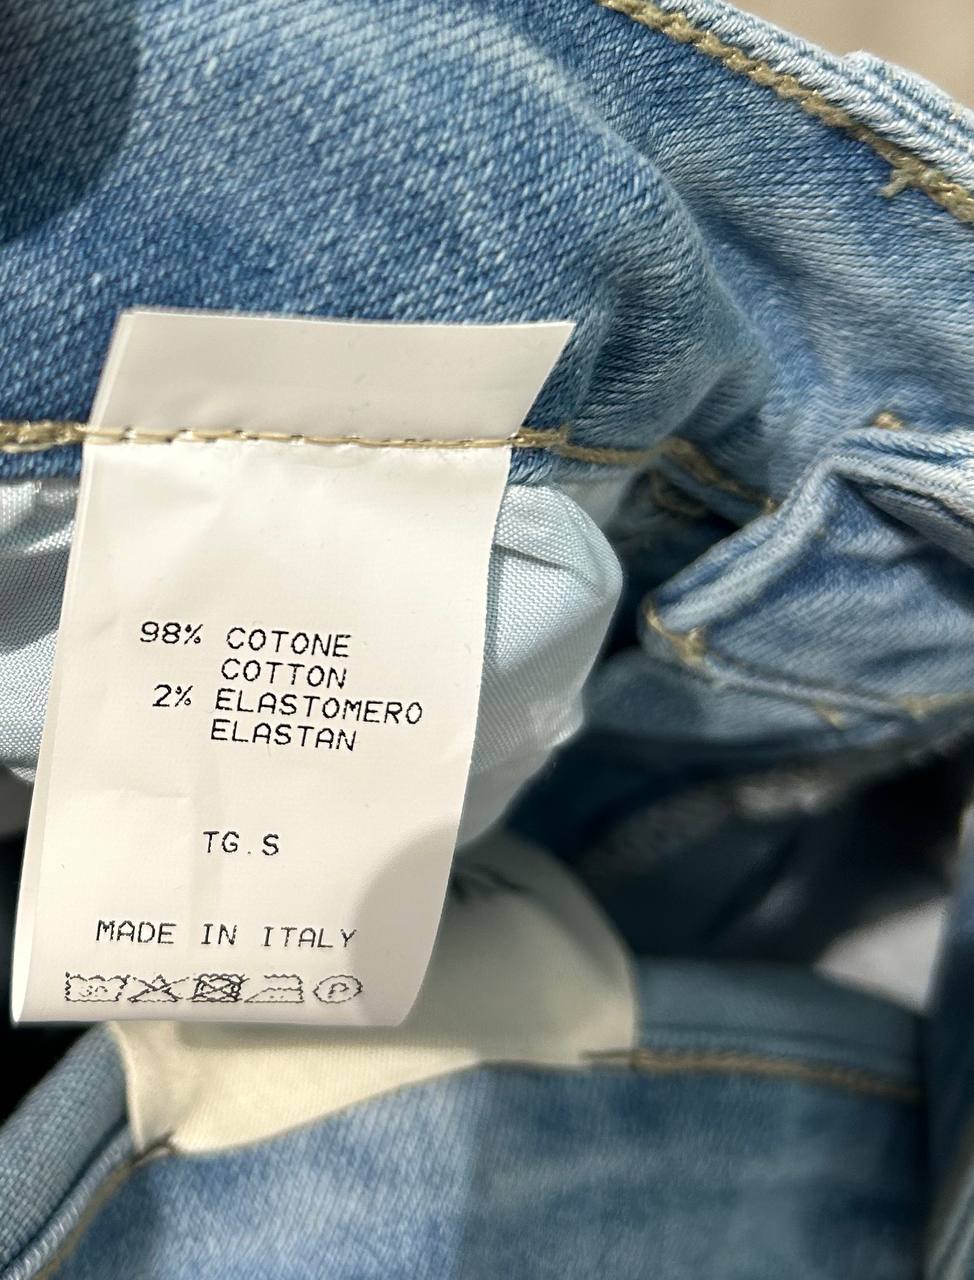 98% COTONE
COTTON
2% ELASTOMERO
ELASTAN
TG.S
MADE IN ITALY
P